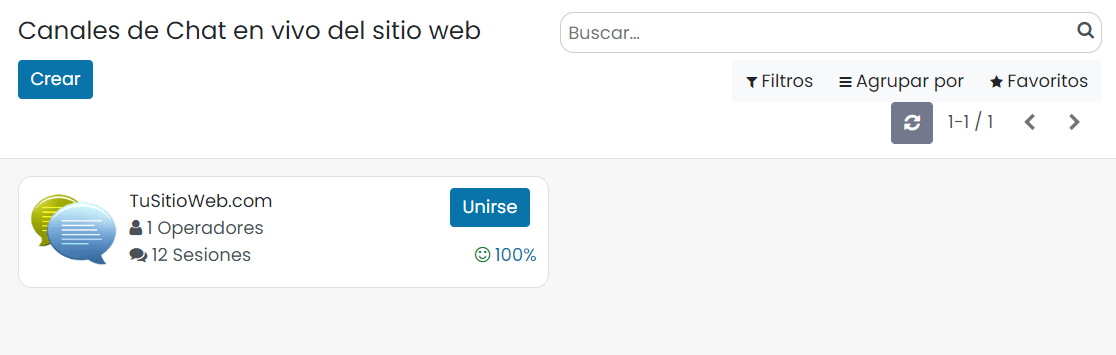 Canales de Chat en vivo del sitio web
Buscar...
Crear
Filtros Agrupar por Favoritos
1-1 / 1
TuSitioWeb.com
Unirse
1 Operadores
12 Sesiones
100%